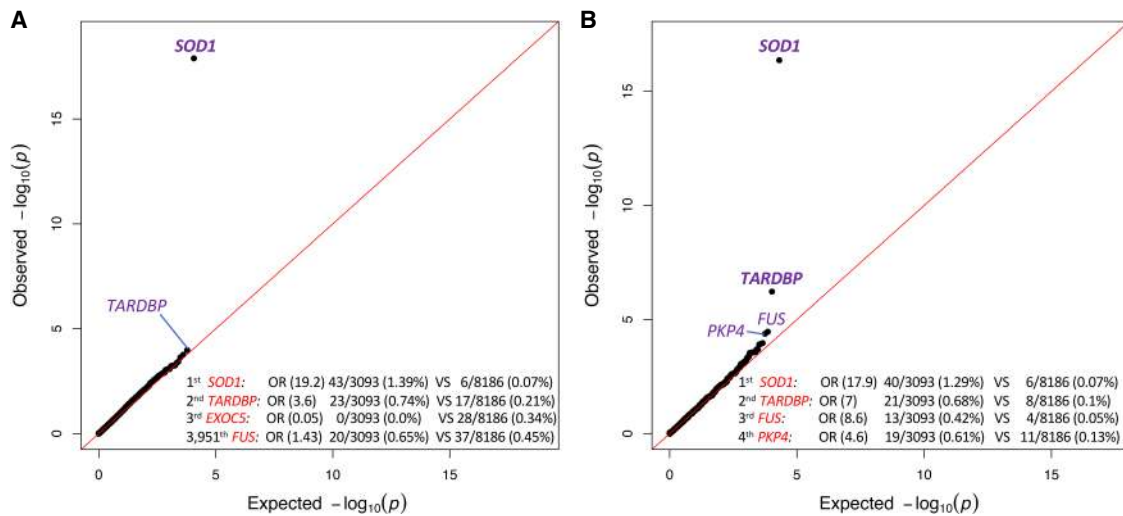 A
SOD1
Observed −log10(p)
15
10
5
0
TARDBP
1st SOD1: OR (19.2) 43/3093 (1.39%) VS 6/8186 (0.07%)
2nd TARDBP: OR (3.6) 23/3093 (0.74%) VS 17/8186 (0.21%)
3rd EXOC5: OR (0.05) 0/3093 (0.0%) VS 28/8186 (0.34%)
3,951th FUS: OR (1.43) 20/3093 (0.65%) VS 37/8186 (0.45%)
0 5 10 15
Expected −log10(p)
B
SOD1
Observed −log10(p)
15
10
5
0
TARDBP
FUS
PKP4
1st SOD1: OR (17.9) 40/3093 (1.29%) VS 6/8186 (0.07%)
2nd TARDBP: OR (7) 21/3093 (0.68%) VS 8/8186 (0.1%)
3rd FUS: OR (8.6) 13/3093 (0.42%) VS 4/8186 (0.05%)
4th PKP4: OR (4.6) 19/3093 (0.61%) VS 11/8186 (0.13%)
0 5 10 15
Expected −log10(p)